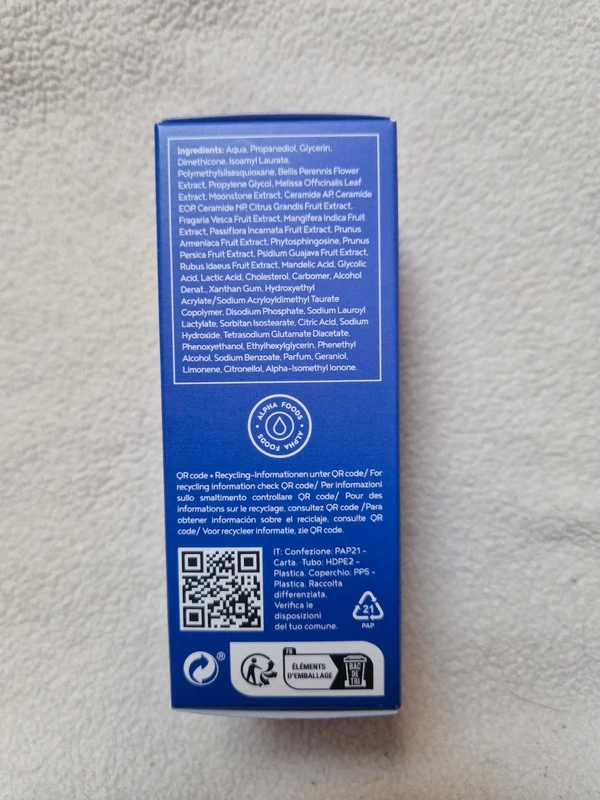 Ingredients: Aqua, Propanediol, Glycerin,
Dimethicone, Isoamyl Laurate,
Polymethylsilsesquioxane, Bellis Perennis Flower
Extract, Propylene Glycol, Melissa Officinalis Leaf
Extract, Moonstone Extract, Ceramide AP, Ceramide
EOP, Ceramide NP, Citrus Grandis Fruit Extract,
Fragaria Vesca Fruit Extract, Mangifera Indica Fruit
Extract, Passiflora Incarnata Fruit Extract, Prunus
Armeniaca Fruit Extract, Phytosphingosine, Prunus
Persica Fruit Extract, Psidium Guajava Fruit Extract,
Rubus Idaeus Fruit Extract, Mandelic Acid, Glycolic
Acid, Lactic Acid, Cholesterol, Carbomer, Alcohol
Denat., Xanthan Gum, Hydroxyethyl
Acrylate/Sodium Acryloyldimethyl Taurate
Copolymer, Disodium Phosphate, Sodium Lauroyl
Lactylate, Sorbitan Isostearate, Citric Acid, Sodium
Hydroxide, Tetrasodium Glutamate Diacetate,
Phenoxyethanol, Ethylhexylglycerin, Phenethyl
Alcohol, Sodium Benzoate, Parfum, Geraniol,
Limonene, Citronellol, Alpha-Isomethyl Ionone.
ALPHA FOODS • ALPHA FOODS •
QR code + Recycling-Informationen unter QR code/ For
recycling information check QR code/ Per informazioni
sullo smaltimento controllare QR code/ Pour des
informations sur le recyclage, consultez QR code /Para
obtener información sobre el reciclaje, consulte QR
code/ Voor recycleer informatie, zie QR code.
IT: Confezione: PAP21 -
Carta. Tubo: HDPE2 -
Plastica. Coperchio: PP5 -
Plastica. Raccolta
differenziata.
Verifica le
disposizioni
del tuo comune.
21
PAP
®
FR
ÉLÉMENTS
D'EMBALLAGE
BAC
DE
TRI